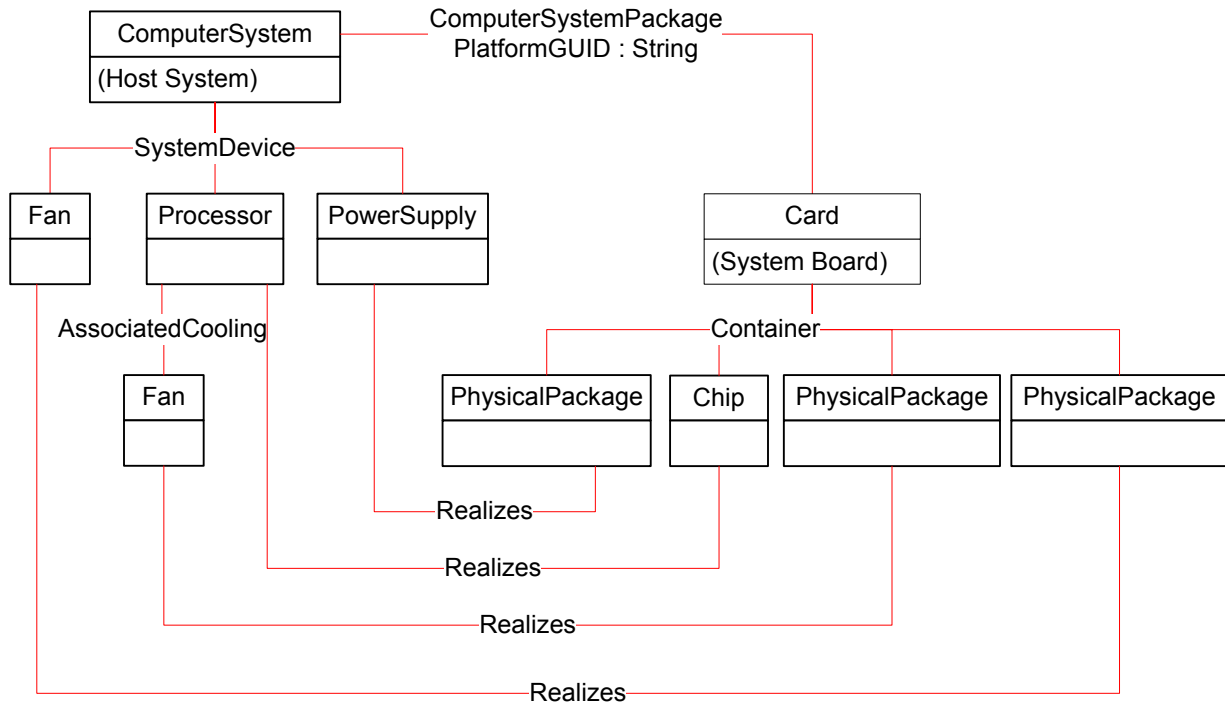 ComputerSystem
(Host System)
ComputerSystemPackage
PlatformGUID : String
SystemDevice
Fan
Processor
PowerSupply
Card
(System Board)
AssociatedCooling
Container
Fan
PhysicalPackage
Chip
PhysicalPackage
PhysicalPackage
Realizes
Realizes
Realizes
Realizes